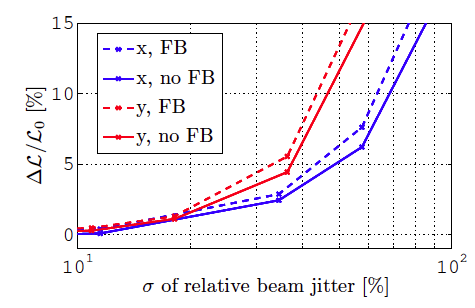 15
10
5
0
ΔL/L₀ [%]
x, FB
x, no FB
y, FB
y, no FB
10¹
10²
σ of relative beam jitter [%]